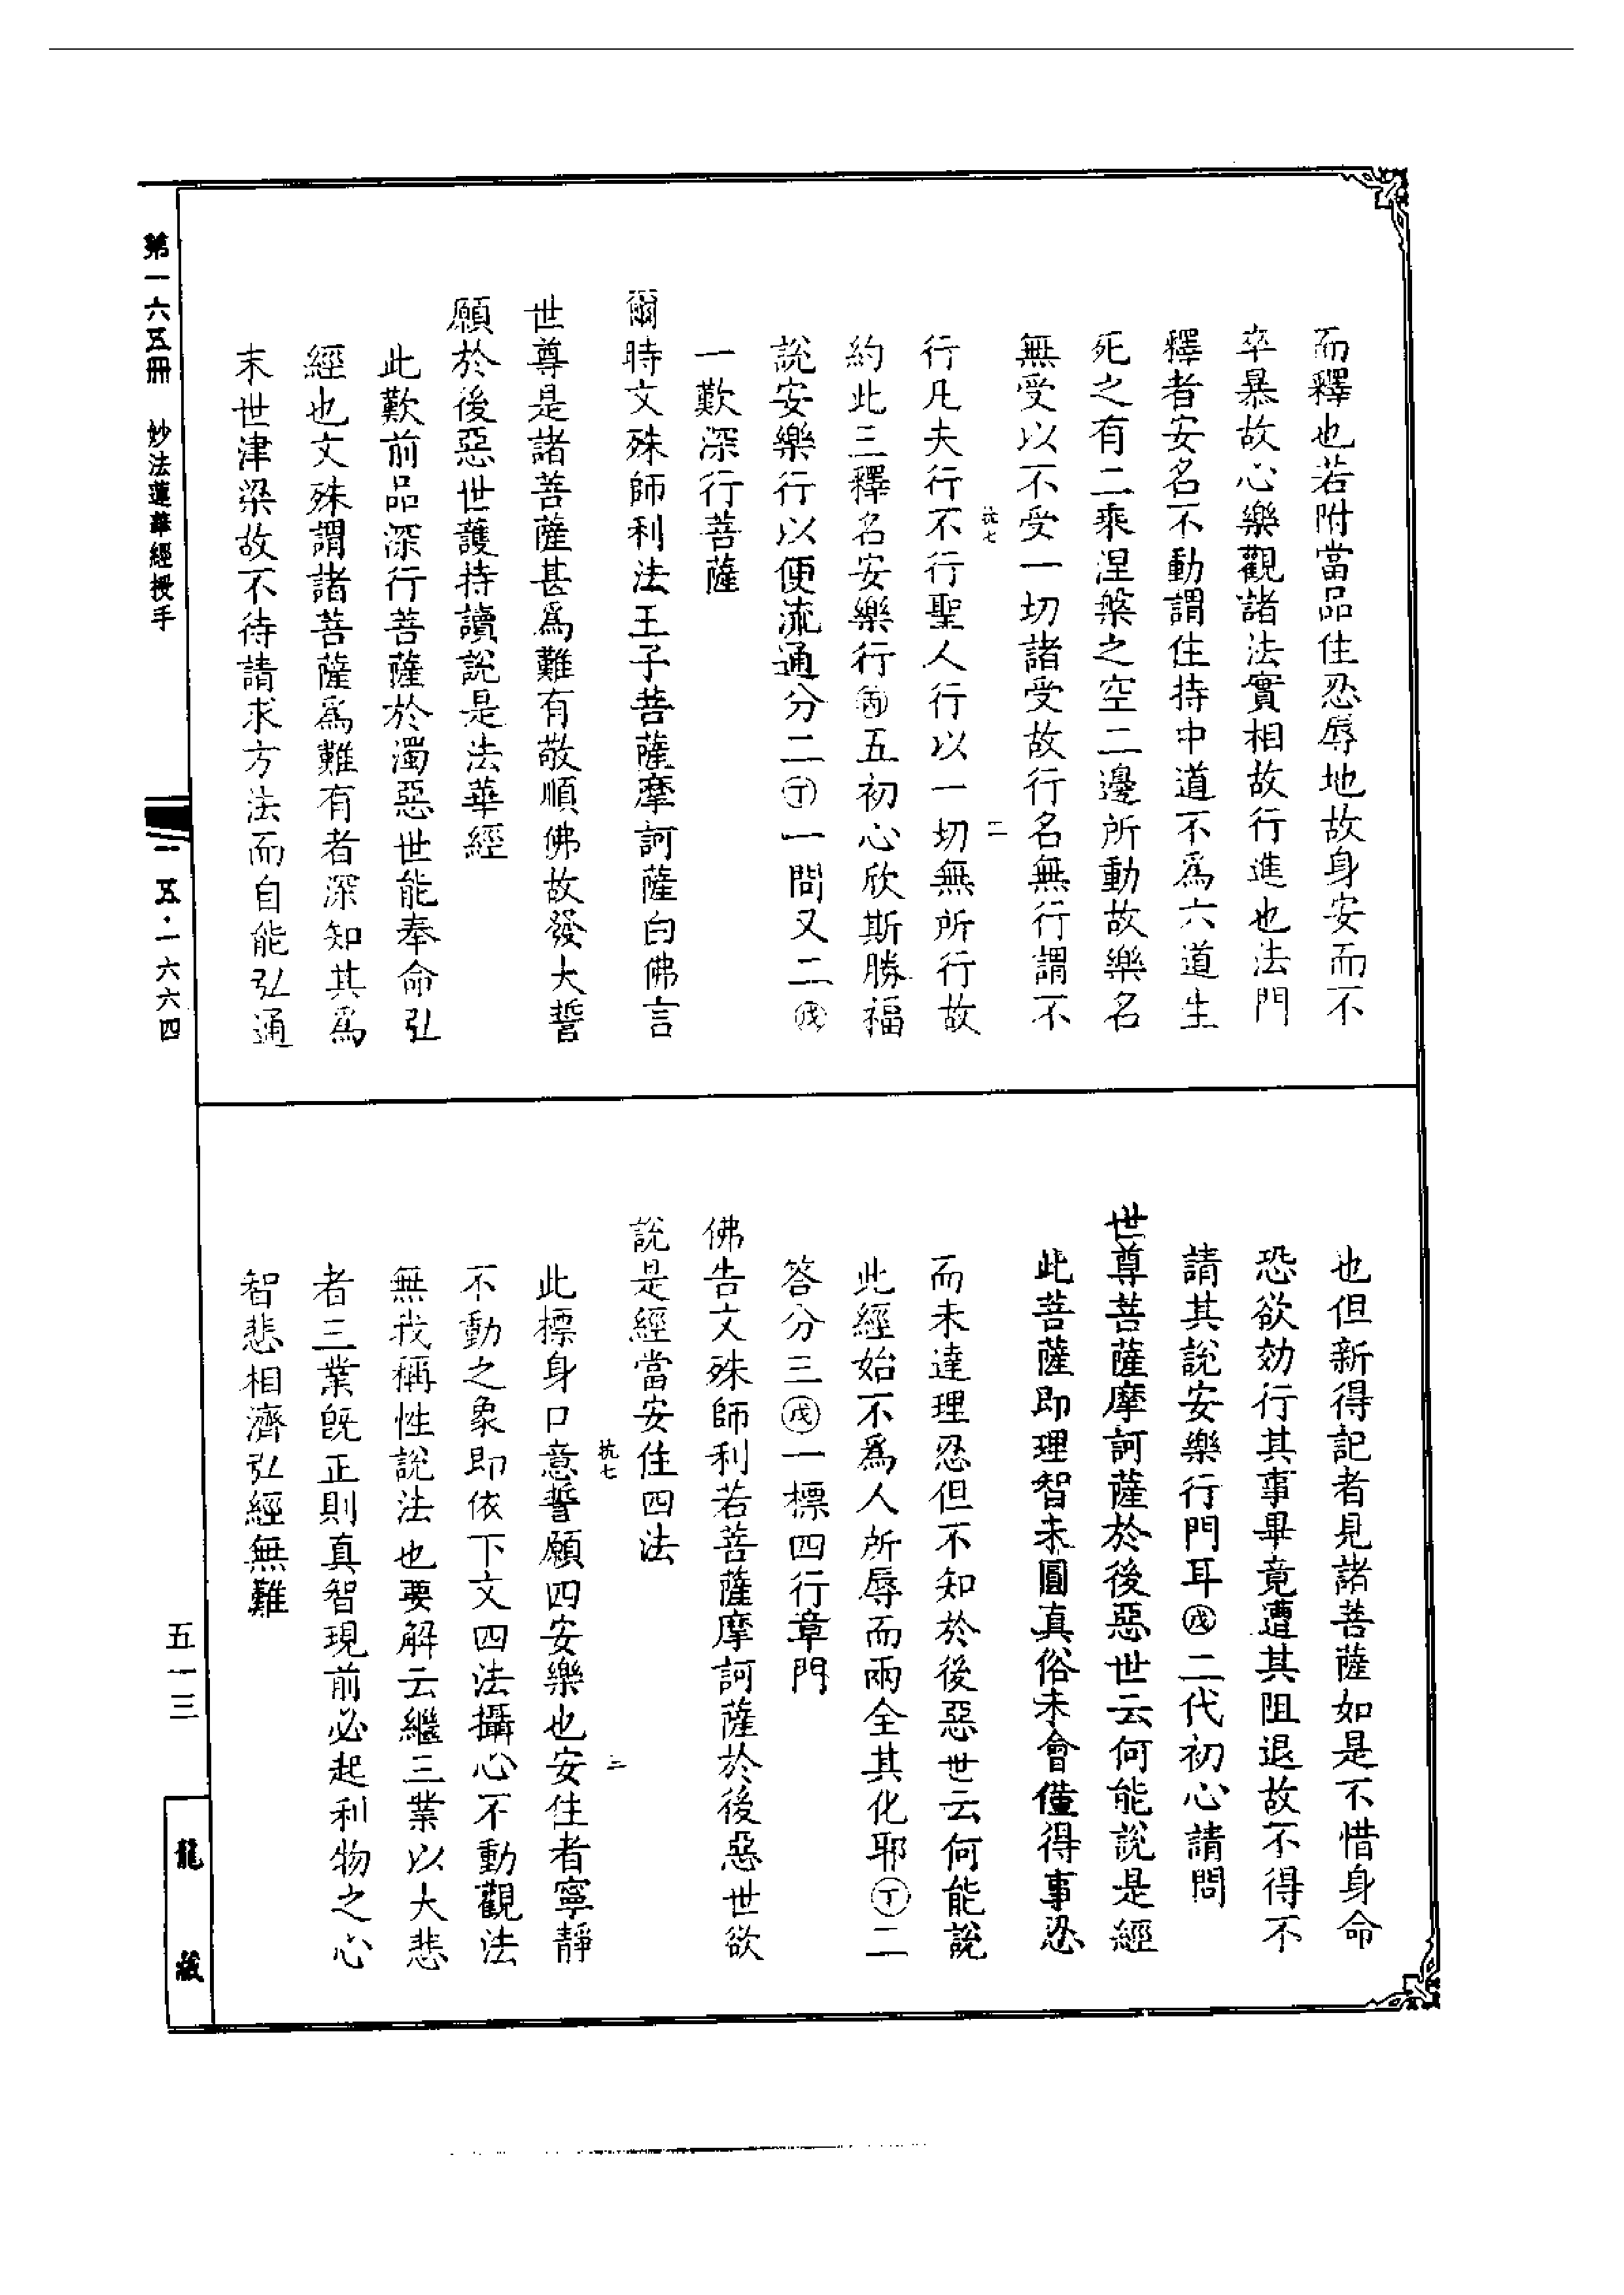 而釋也若附當品住忍辱地故身安而不
卒暴故心樂觀諸法實相故行進也法門
釋者安名不動謂住持中道不爲六道生
死之有二乘涅槃之空二邊所動故樂名
無受以不受一切諸受故行名無行謂不
抗七 二
行凡夫行不行聖人行以一切無所行故
約此三釋名安樂行㊅五初心欣斯勝福
說安樂行以便流通分二㊉一問又二㊈
一歎深行菩薩
爾時文殊師利法王子菩薩摩訶薩白佛言
世尊是諸菩薩甚爲難有敬順佛故發大誓
願於後惡世護持讀說是法華經
此歎前品深行菩薩於濁惡世能奉命弘
經也文殊謂諸菩薩爲難有者深知其爲
末世津梁故不待請求方法而自能弘通
也但新得記者見諸菩薩如是不惜身命
恐欲効行其事畢竟遭其阻退故不得不
請其說安樂行門耳戊二代初心請問
世尊菩薩摩訶薩於後惡世云何能說是經
此菩薩即理智未圓真俗未會僅得事忍
而未達理忍但不知於後惡世云何能說
此經始不爲人所辱而兩全其化耶丁二
答分三戊一標四行章門
佛告文殊師利若菩薩摩訶薩於後惡世欲
說是經當安住四法
抗七 三
此標身口意誓願四安樂也安住者寧靜
不動之象即依下文四法攝心不動觀法
無我稱性說法也要解云繼三業以大悲
者三業旣正則真智現前必起利物之心
智悲相濟弘經無難
第一六五冊 妙法蓮華經授手
一五·一六六四
五一三
龍藏